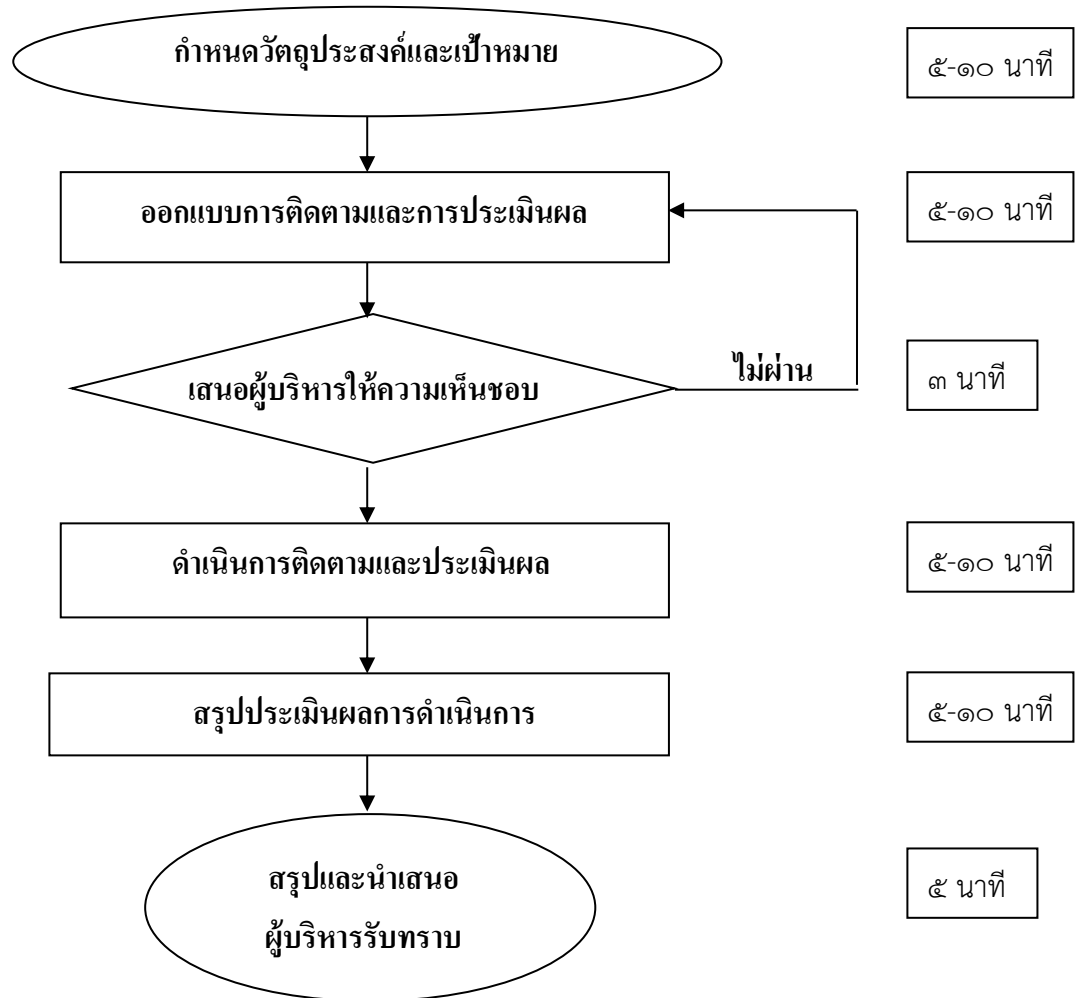 กำหนดวัตถุประสงค์และเป้าหมาย
๕-๑๐ นาที
ออกแบบการติดตามและการประเมินผล
๕-๑๐ นาที
เสนอผู้บริหารให้ความเห็นชอบ
ไม่ผ่าน
๓ นาที
ดำเนินการติดตามและประเมินผล
๕-๑๐ นาที
สรุปประเมินผลการดำเนินการ
๕-๑๐ นาที
สรุปและนำเสนอ
ผู้บริหารรับทราบ
๕ นาที